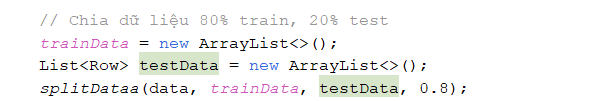 // Chia dữ liệu 80% train, 20% test
trainData = new ArrayList<>();
List<Row> testData = new ArrayList<>();
splitDataa(data, trainData, testData, 0.8);